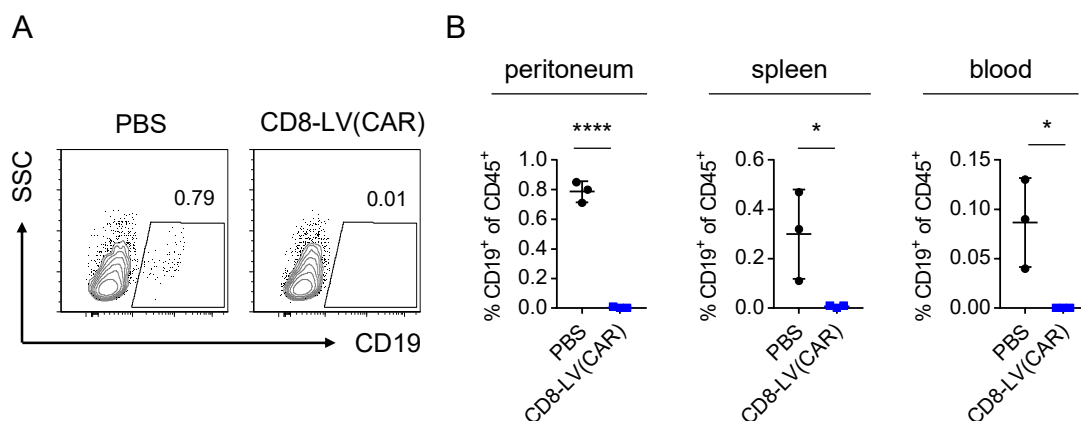 A
PBS
CD8-LV(CAR)
SSC
0.79
0.01
CD19
B
peritoneum
****
% CD19⁺ of CD45⁺
1.0
0.8
0.6
0.4
0.2
0.0
PBS
CD8-LV(CAR)
spleen
*
% CD19⁺ of CD45⁺
0.6
0.4
0.2
0.0
PBS
CD8-LV(CAR)
blood
*
% CD19⁺ of CD45⁺
0.15
0.10
0.05
0.00
PBS
CD8-LV(CAR)